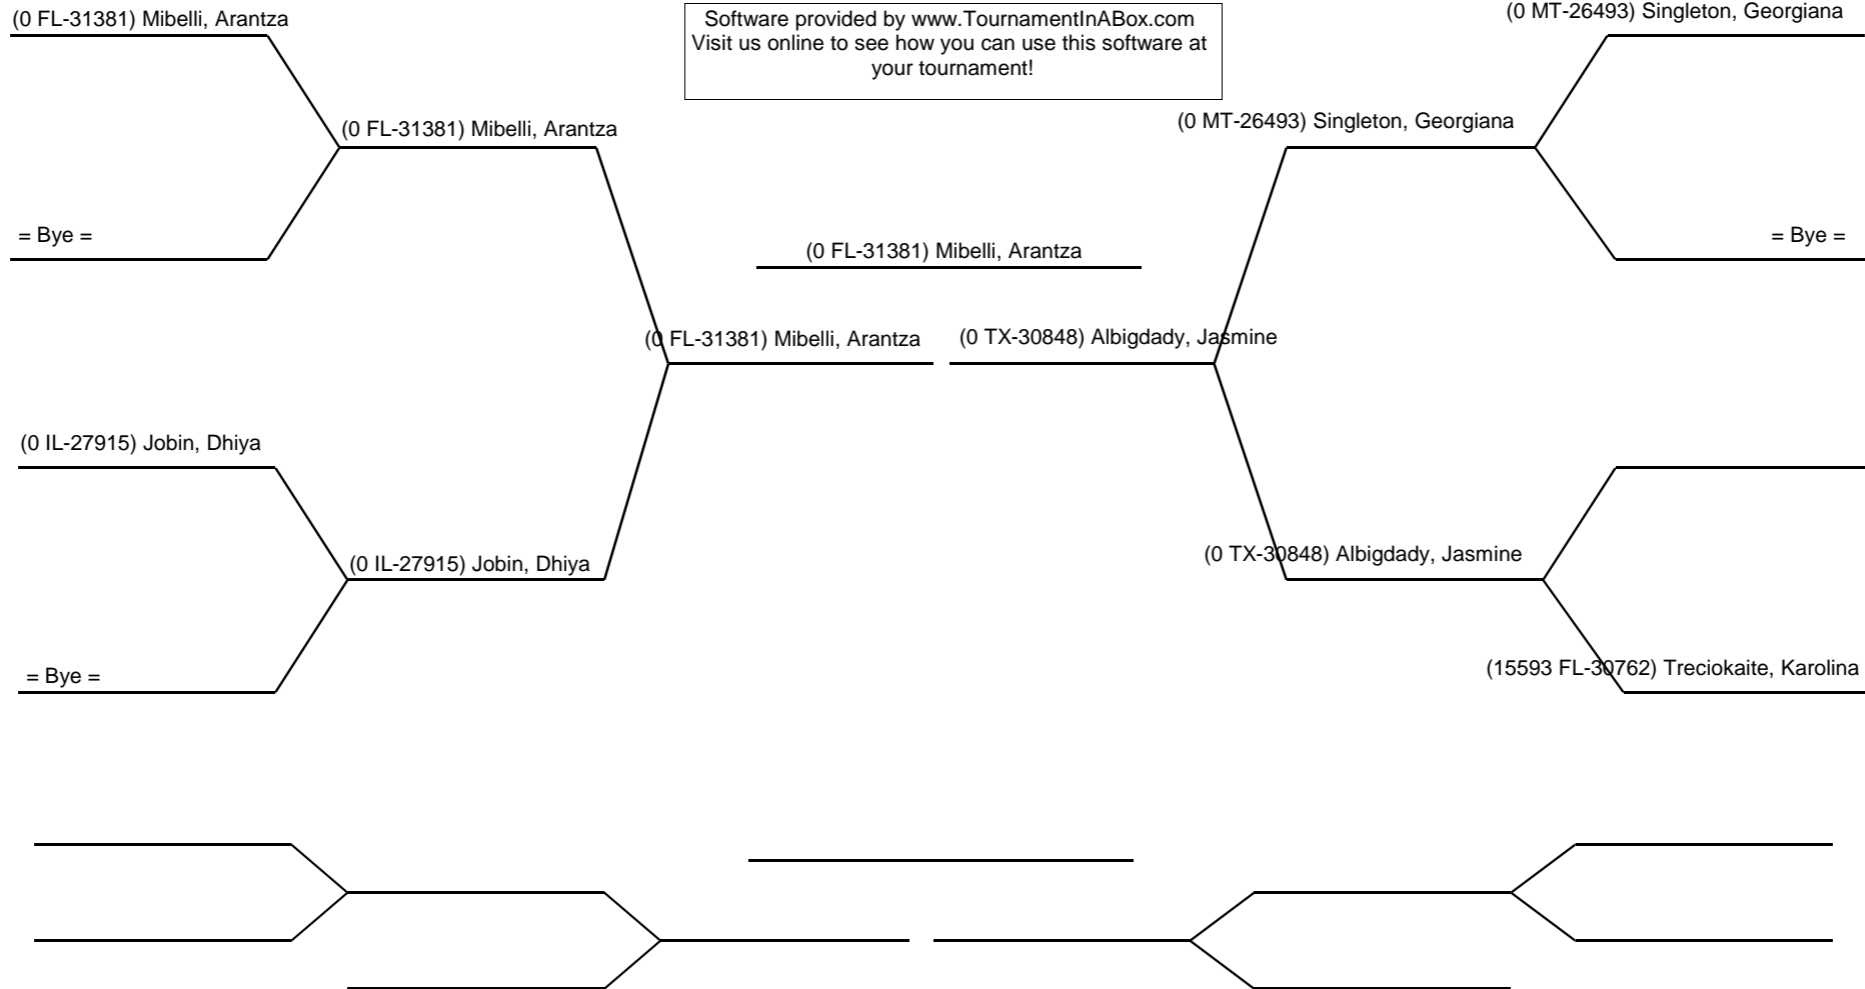 (0 FL-31381) Mibelli, Arantza
Software provided by www.TournamentInABox.com
Visit us online to see how you can use this software at
your tournament!
(0 MT-26493) Singleton, Georgiana
(0 FL-31381) Mibelli, Arantza
(0 MT-26493) Singleton, Georgiana
= Bye =
(0 FL-31381) Mibelli, Arantza
= Bye =
(0 FL-31381) Mibelli, Arantza
(0 TX-30848) Albigdady, Jasmine
(0 IL-27915) Jobin, Dhiya
(0 IL-27915) Jobin, Dhiya
(0 TX-30848) Albigdady, Jasmine
= Bye =
(15593 FL-30762) Treciokaite, Karolina